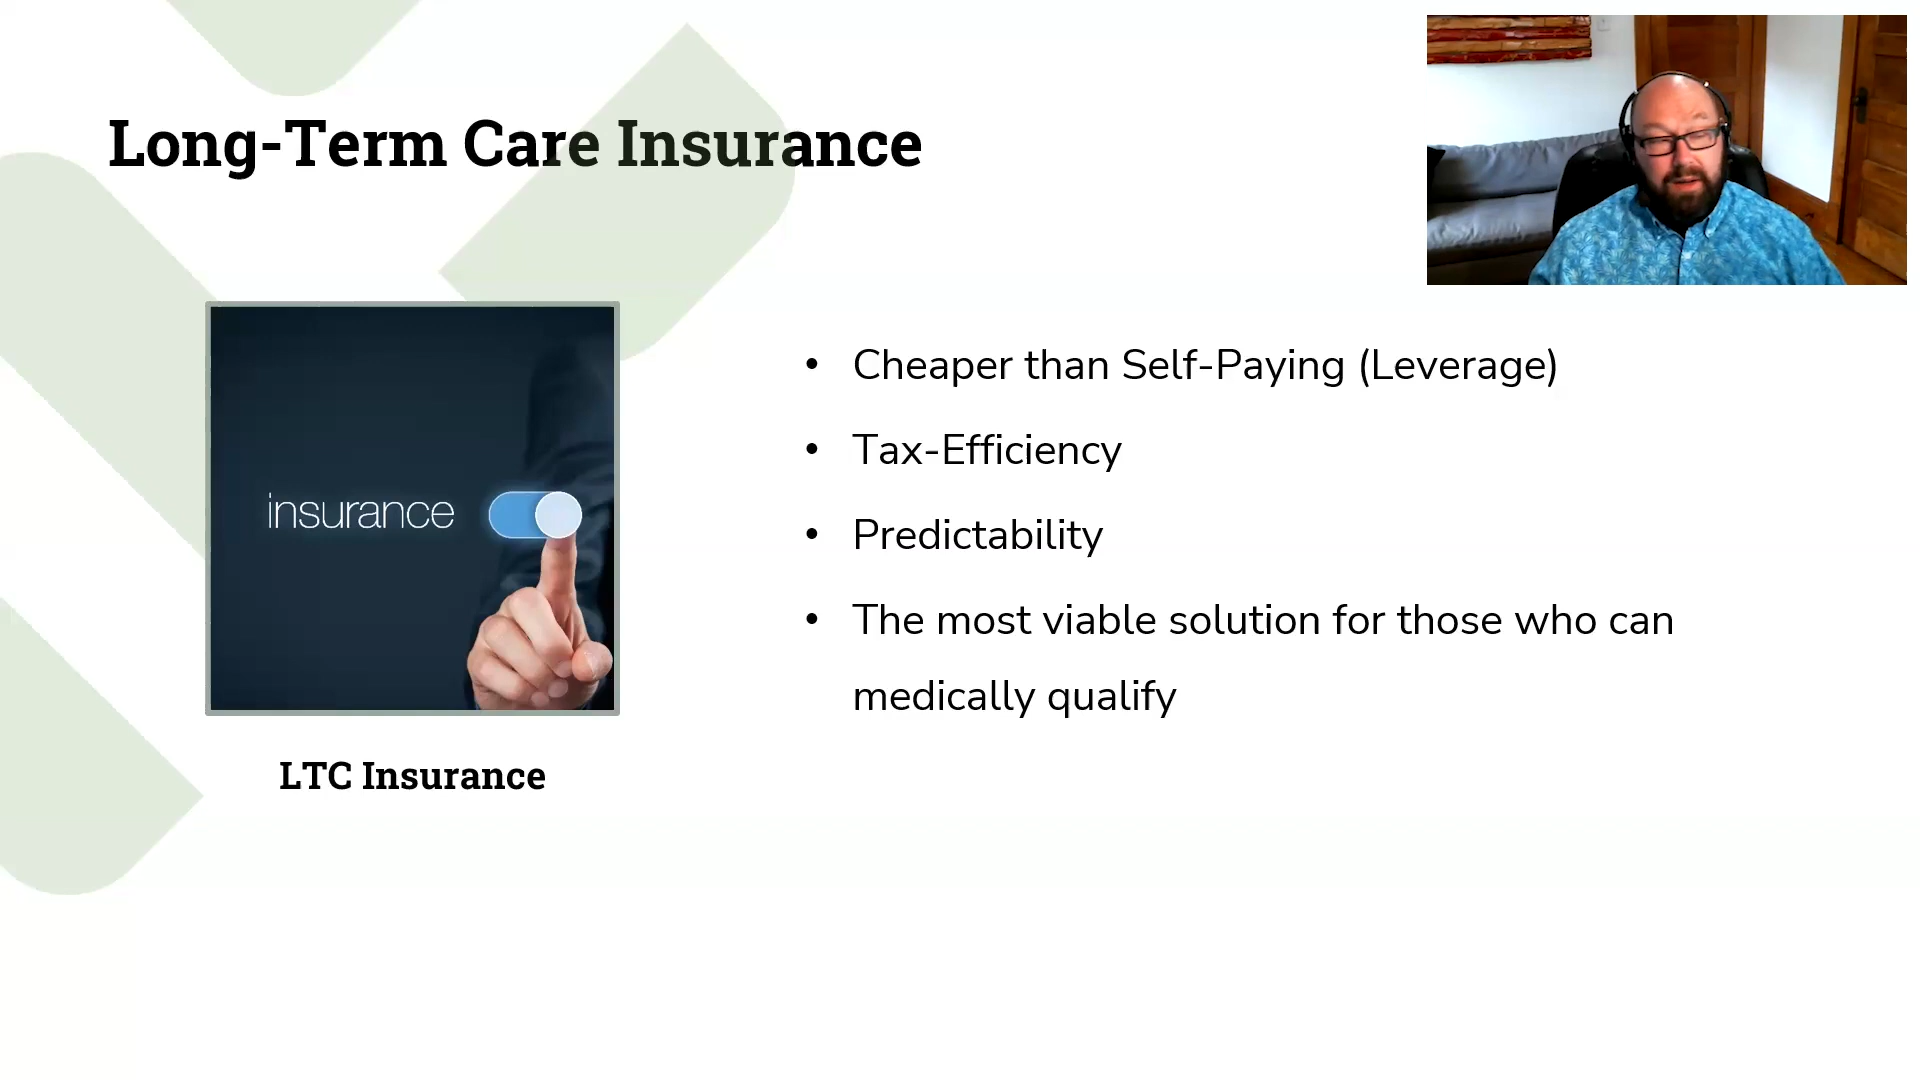 Long-Term Care Insurance
insurance
LTC Insurance
• Cheaper than Self-Paying (Leverage)
• Tax-Efficiency
• Predictability
• The most viable solution for those who can
medically qualify